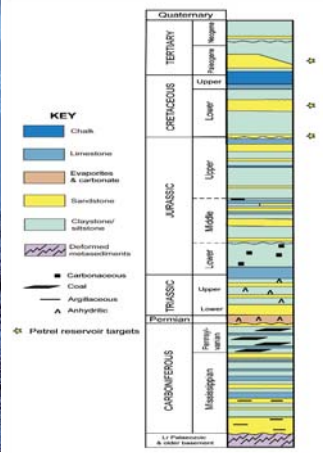 Quaternary
TERTIARY
Neogene
Paleogene
CRETACEOUS
Upper
Lower
JURASSIC
Upper
Middle
Lower
TRIASSIC
Upper
Lower
Permian
CARBONIFEROUS
Pennsyl-
vanian
Mississippian
Lr Palaeozoic
& older basement
KEY
Chalk
Limestone
Evaporites
& carbonate
Sandstone
Claystone/
siltstone
Deformed
metasediments
Carbonaceous
Coal
Argillaceous
Anhydritic
Petrel reservoir targets